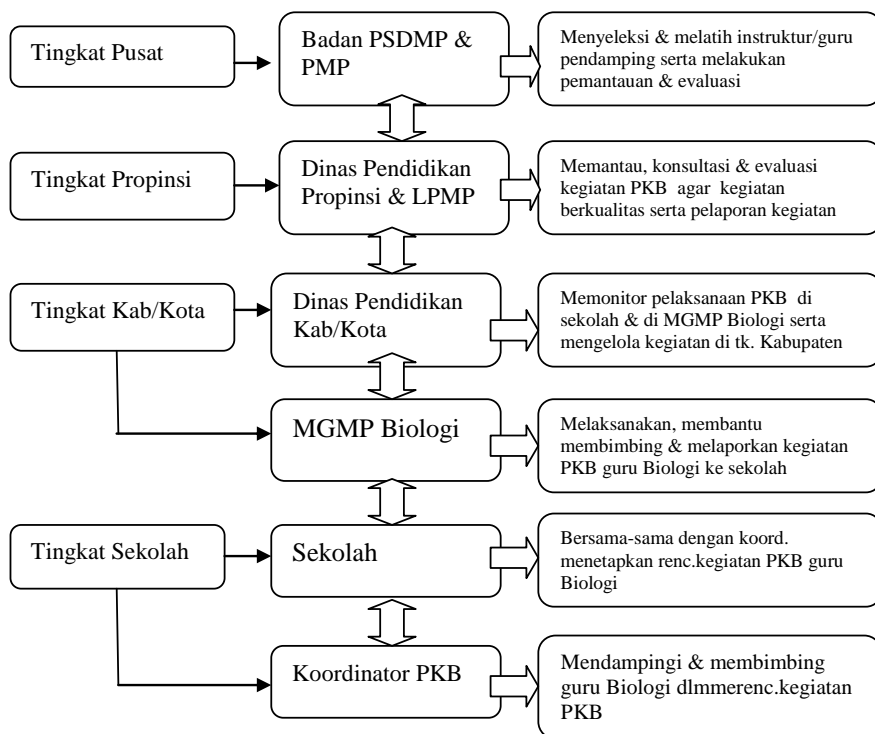 Tingkat Pusat
Badan PSDMP &
PMP
Menyeleksi & melatih instruktur/guru
pendamping serta melakukan
pemantauan & evaluasi
Tingkat Propinsi
Dinas Pendidikan
Propinsi & LPMP
Memantau, konsultasi & evaluasi
kegiatan PKB agar kegiatan
berkualitas serta pelaporan kegiatan
Tingkat Kab/Kota
Dinas Pendidikan
Kab/Kota
Memonitor pelaksanaan PKB di
sekolah & di MGMP Biologi serta
mengelola kegiatan di tk. Kabupaten
MGMP Biologi
Melaksanakan, membantu
membimbing & melaporkan kegiatan
PKB guru Biologi ke sekolah
Tingkat Sekolah
Sekolah
Bersama-sama dengan koord.
menetapkan renc.kegiatan PKB guru
Biologi
Koordinator PKB
Mendampingi & membimbing
guru Biologi dlmmerenc.kegiatan
PKB